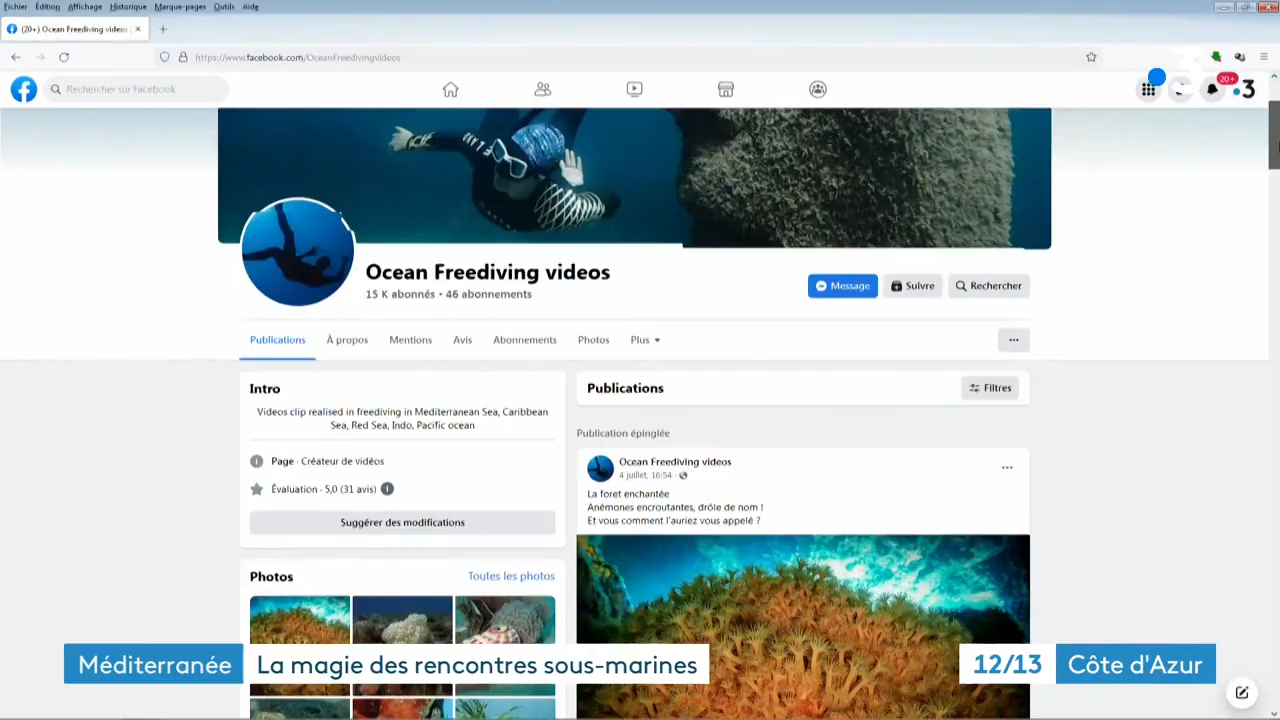 Fichier Édition Affichage Historique Marque-pages Outils Aide
(20+) Ocean Freediving videos
https://www.facebook.com/OceanFreedivingvideos
Rechercher sur Facebook
20+
3
Ocean Freediving videos
15 K abonnés • 46 abonnements
Message
Suivre
Rechercher
Publications
À propos
Mentions
Avis
Abonnements
Photos
Plus
Intro
Videos clip realised in freediving in Mediterranean Sea, Caribbean
Sea, Red Sea, Indo, Pacific ocean
Page · Créateur de vidéos
Évaluation · 5,0 (31 avis)
Suggérer des modifications
Photos
Toutes les photos
Publications
Filtres
Publication épinglée
Ocean Freediving videos
4 juillet, 16:54
La foret enchantée
Anémones encroutantes, drôle de nom !
Et vous comment l'auriez vous appelé ?
Méditerranée
La magie des rencontres sous-marines
12/13
Côte d'Azur